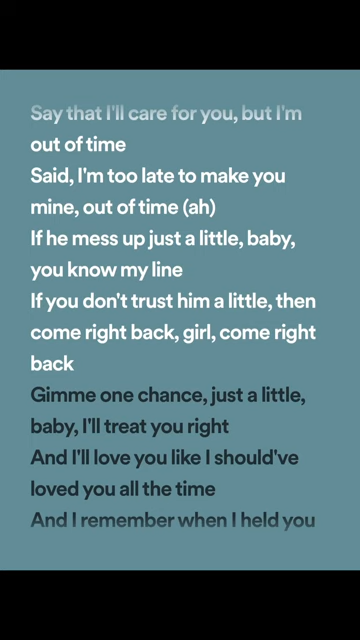 Say that I'll care for you, but I'm
out of time
Said, I'm too late to make you
mine, out of time (ah)
If he mess up just a little, baby,
you know my line
If you don't trust him a little, then
come right back, girl, come right
back
Gimme one chance, just a little,
baby, I'll treat you right
And I'll love you like I should've
loved you all the time
And I remember when I held you